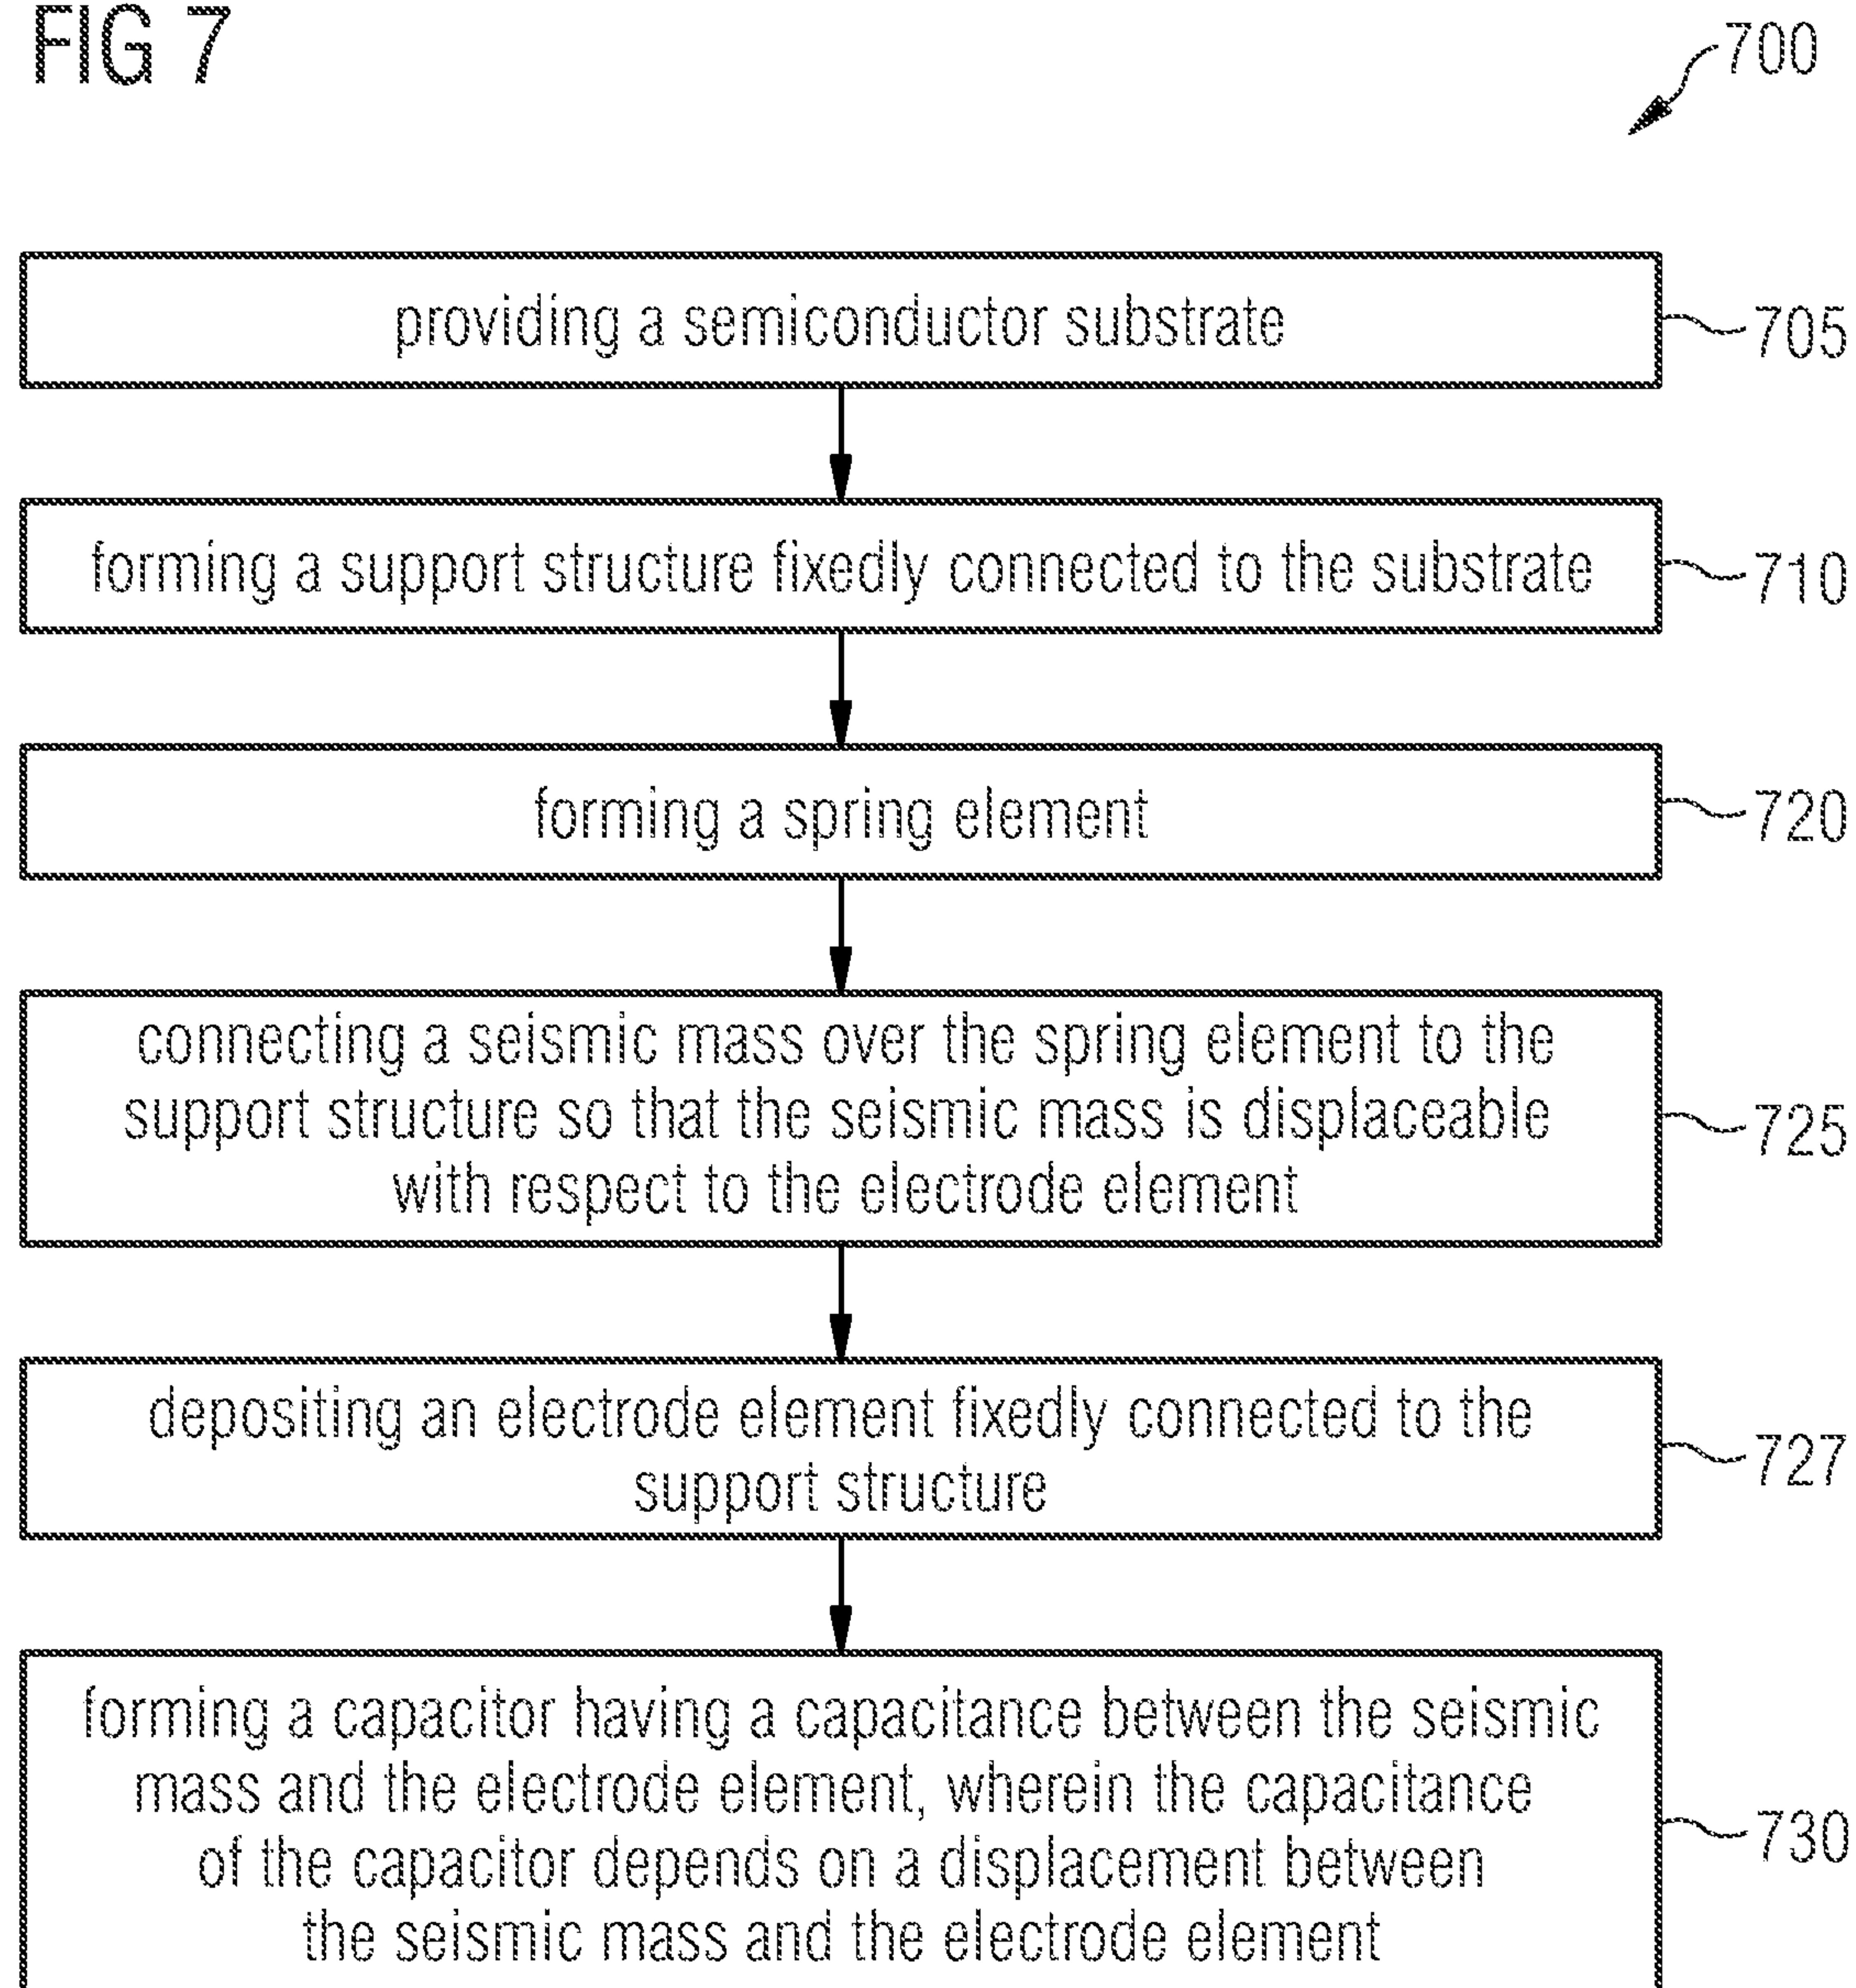 FIG 7
700
providing a semiconductor substrate
705
forming a support structure fixedly connected to the substrate
710
forming a spring element
720
connecting a seismic mass over the spring element to the
support structure so that the seismic mass is displaceable
with respect to the electrode element
725
depositing an electrode element fixedly connected to the
support structure
727
forming a capacitor having a capacitance between the seismic
mass and the electrode element, wherein the capacitance
of the capacitor depends on a displacement between
the seismic mass and the electrode element
730